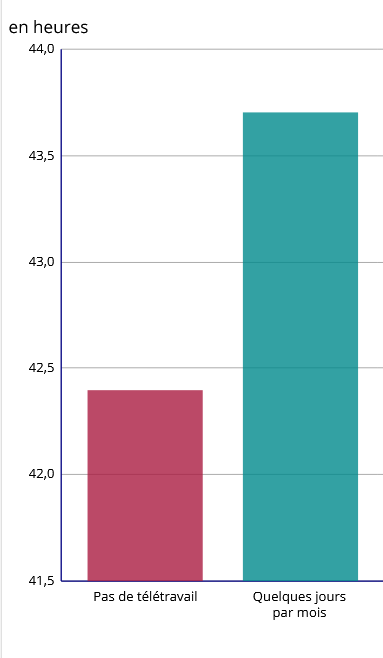 en heures
44,0
43,5
43,0
42,5
42,0
41,5
Pas de télétravail
Quelques jours
par mois